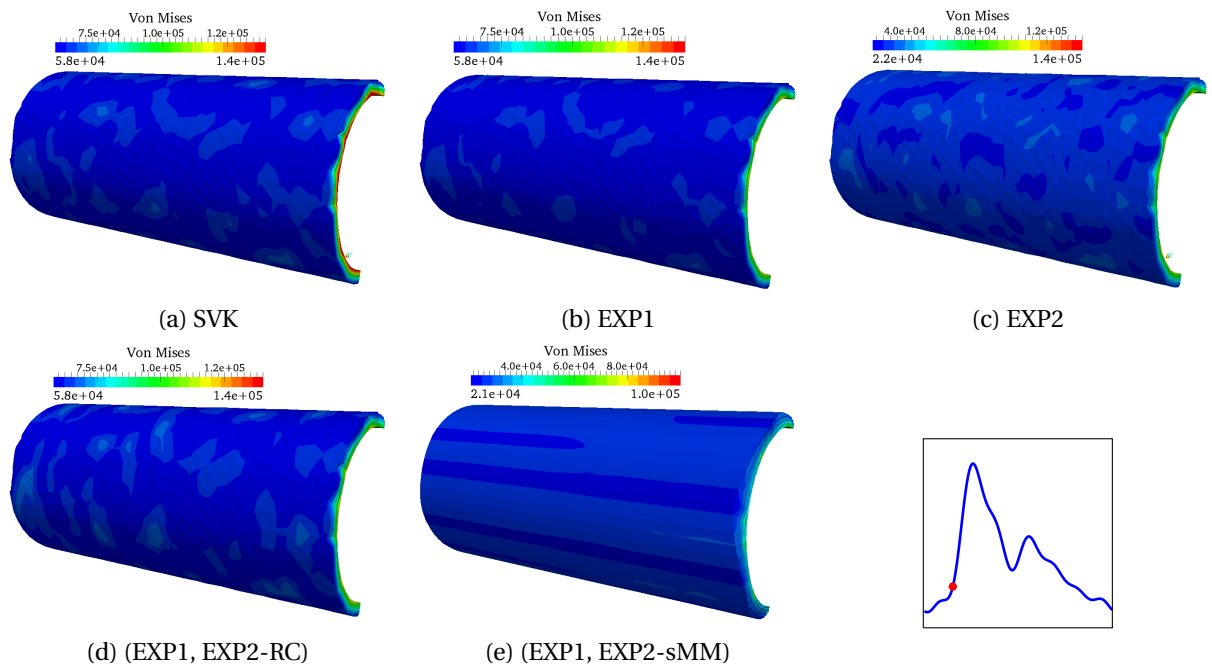 Von Mises
7.5e+04 1.0e+05 1.2e+05
5.8e+04 1.4e+05
(a) SVK
Von Mises
7.5e+04 1.0e+05 1.2e+05
5.8e+04 1.4e+05
(b) EXP1
Von Mises
4.0e+04 8.0e+04 1.2e+05
2.2e+04 1.4e+05
(c) EXP2
Von Mises
7.5e+04 1.0e+05 1.2e+05
5.8e+04 1.4e+05
(d) (EXP1, EXP2-RC)
Von Mises
4.0e+04 6.0e+04 8.0e+04
2.1e+04 1.0e+05
(e) (EXP1, EXP2-sMM)